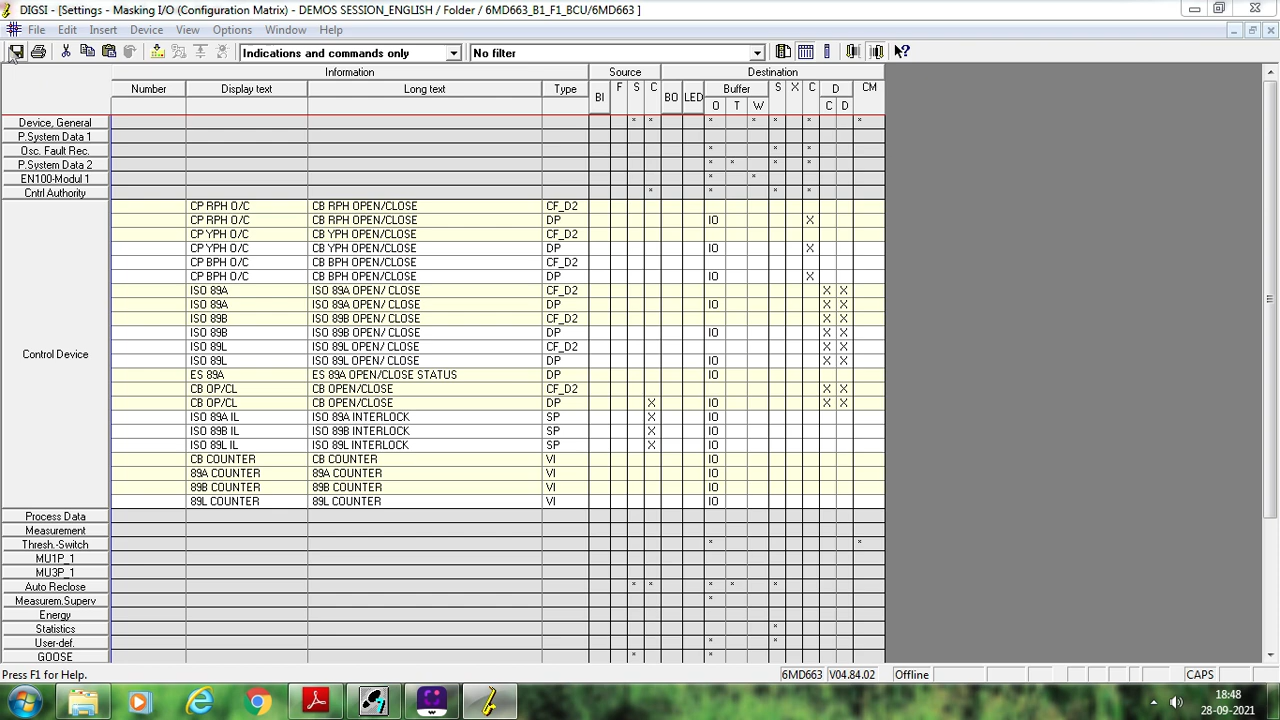 DIGSI - [Settings - Masking I/O (Configuration Matrix) - DEMOS SESSION_ENGLISH / Folder / 6MD663_B1_F1_BCU/6MD663 ]
File Edit Insert Device View Options Window Help
Indications and commands only No filter
Information Source Destination
Number Display text Long text Type BI F S C BO LED Buffer S X C D CM
O T W C D
Device, General * * * * * * *
P.System Data 1
Osc. Fault Rec. * * *
P.System Data 2 * * * *
EN100-Modul 1 * *
Cntrl Authority * * * *
Control Device
CP RPH O/C CB RPH OPEN/CLOSE CF_D2
CP RPH O/C CB RPH OPEN/CLOSE DP IO X
CP YPH O/C CB YPH OPEN/CLOSE CF_D2
CP YPH O/C CB YPH OPEN/CLOSE DP IO X
CP BPH O/C CB BPH OPEN/CLOSE CF_D2
CP BPH O/C CB BPH OPEN/CLOSE DP IO X
ISO 89A ISO 89A OPEN/ CLOSE CF_D2 X X
ISO 89A ISO 89A OPEN/ CLOSE DP IO X X
ISO 89B ISO 89B OPEN/ CLOSE CF_D2 X X
ISO 89B ISO 89B OPEN/ CLOSE DP IO X X
ISO 89L ISO 89L OPEN/ CLOSE CF_D2 X X
ISO 89L ISO 89L OPEN/ CLOSE DP IO X X
ES 89A ES 89A OPEN/CLOSE STATUS DP IO
CB OP/CL CB OPEN/CLOSE CF_D2 X X
CB OP/CL CB OPEN/CLOSE DP X IO X X
ISO 89A IL ISO 89A INTERLOCK SP X IO
ISO 89B IL ISO 89B INTERLOCK SP X IO
ISO 89L IL ISO 89L INTERLOCK SP X IO
CB COUNTER CB COUNTER VI IO
89A COUNTER 89A COUNTER VI IO
89B COUNTER 89B COUNTER VI IO
89L COUNTER 89L COUNTER VI IO
Process Data
Measurement
Thresh.-Switch * *
MU1P_1
MU3P_1
Auto Reclose * * * * *
Measurem.Superv *
Energy
Statistics *
User-def. * *
GOOSE * *
Press F1 for Help. 6MD663 V04.84.02 Offline CAPS
18:48
28-09-2021